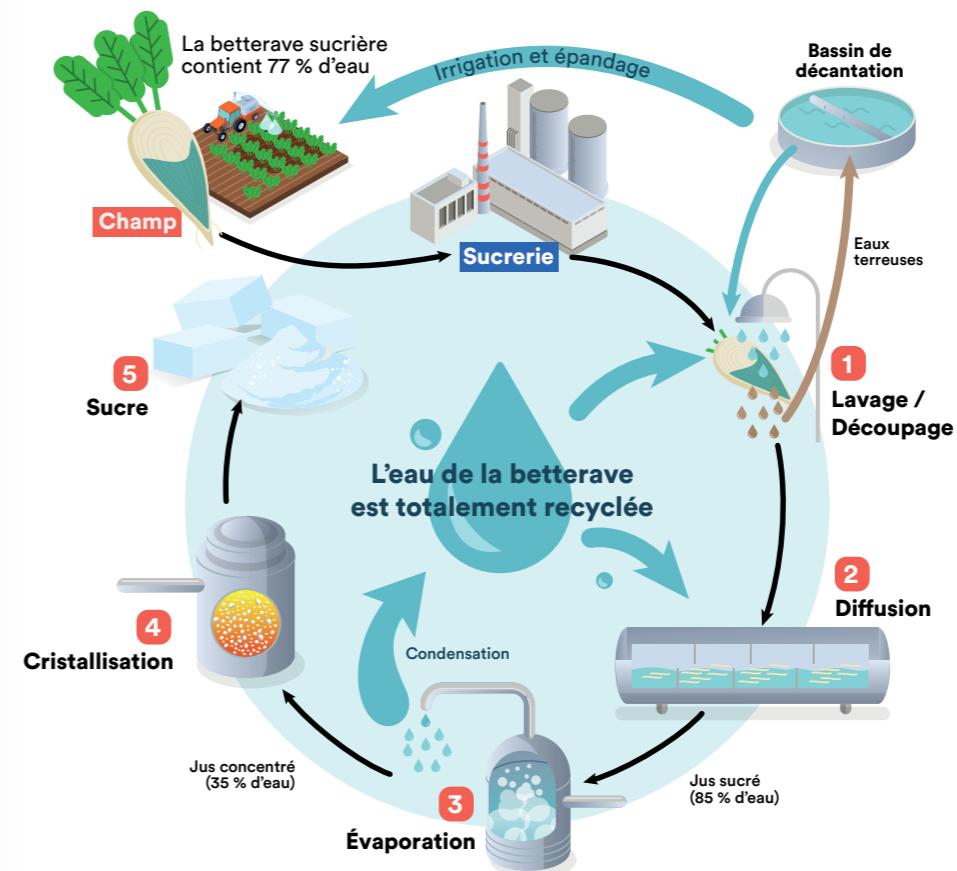 La betterave sucrière
contient 77 % d'eau
Irrigation et épandage
Bassin de
décantation
Champ
Sucrerie
Eaux
terreuses
1
Lavage /
Découpage
5
Sucre
L'eau de la betterave
est totalement recyclée
2
Diffusion
4
Cristallisation
Condensation
Jus concentré
(35 % d'eau)
Jus sucré
(85 % d'eau)
3
Évaporation